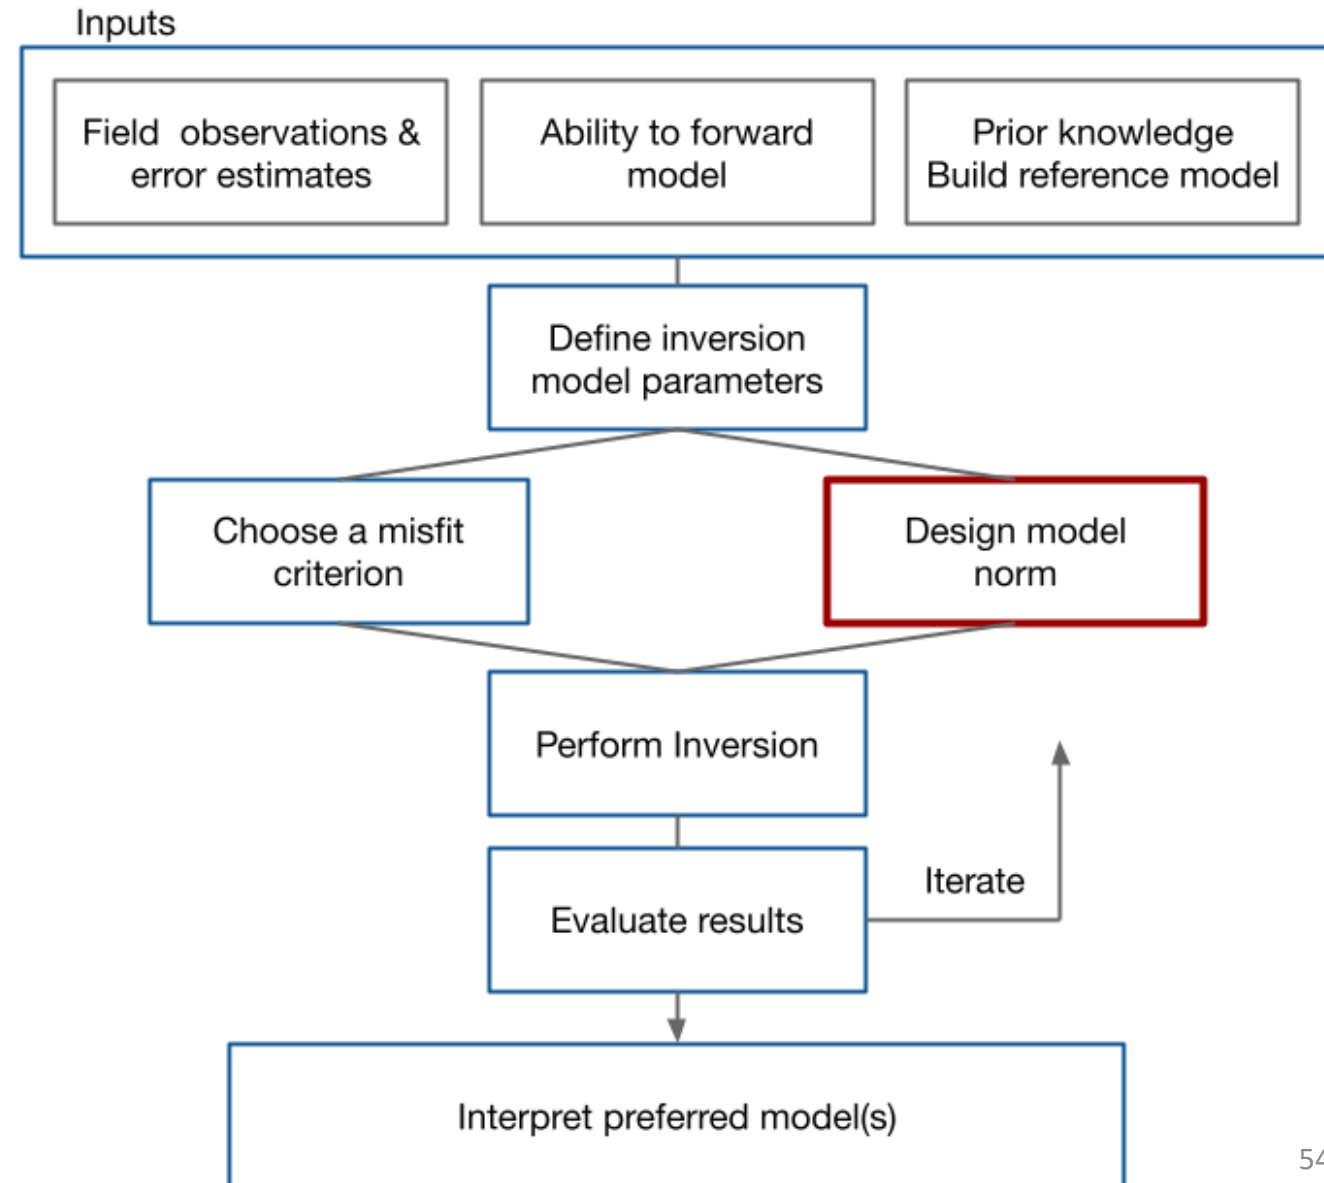 Inputs
Field observations &
error estimates
Ability to forward
model
Prior knowledge
Build reference model
Define inversion
model parameters
Choose a misfit
criterion
Design model
norm
Perform Inversion
Evaluate results
Iterate
Interpret preferred model(s)
54